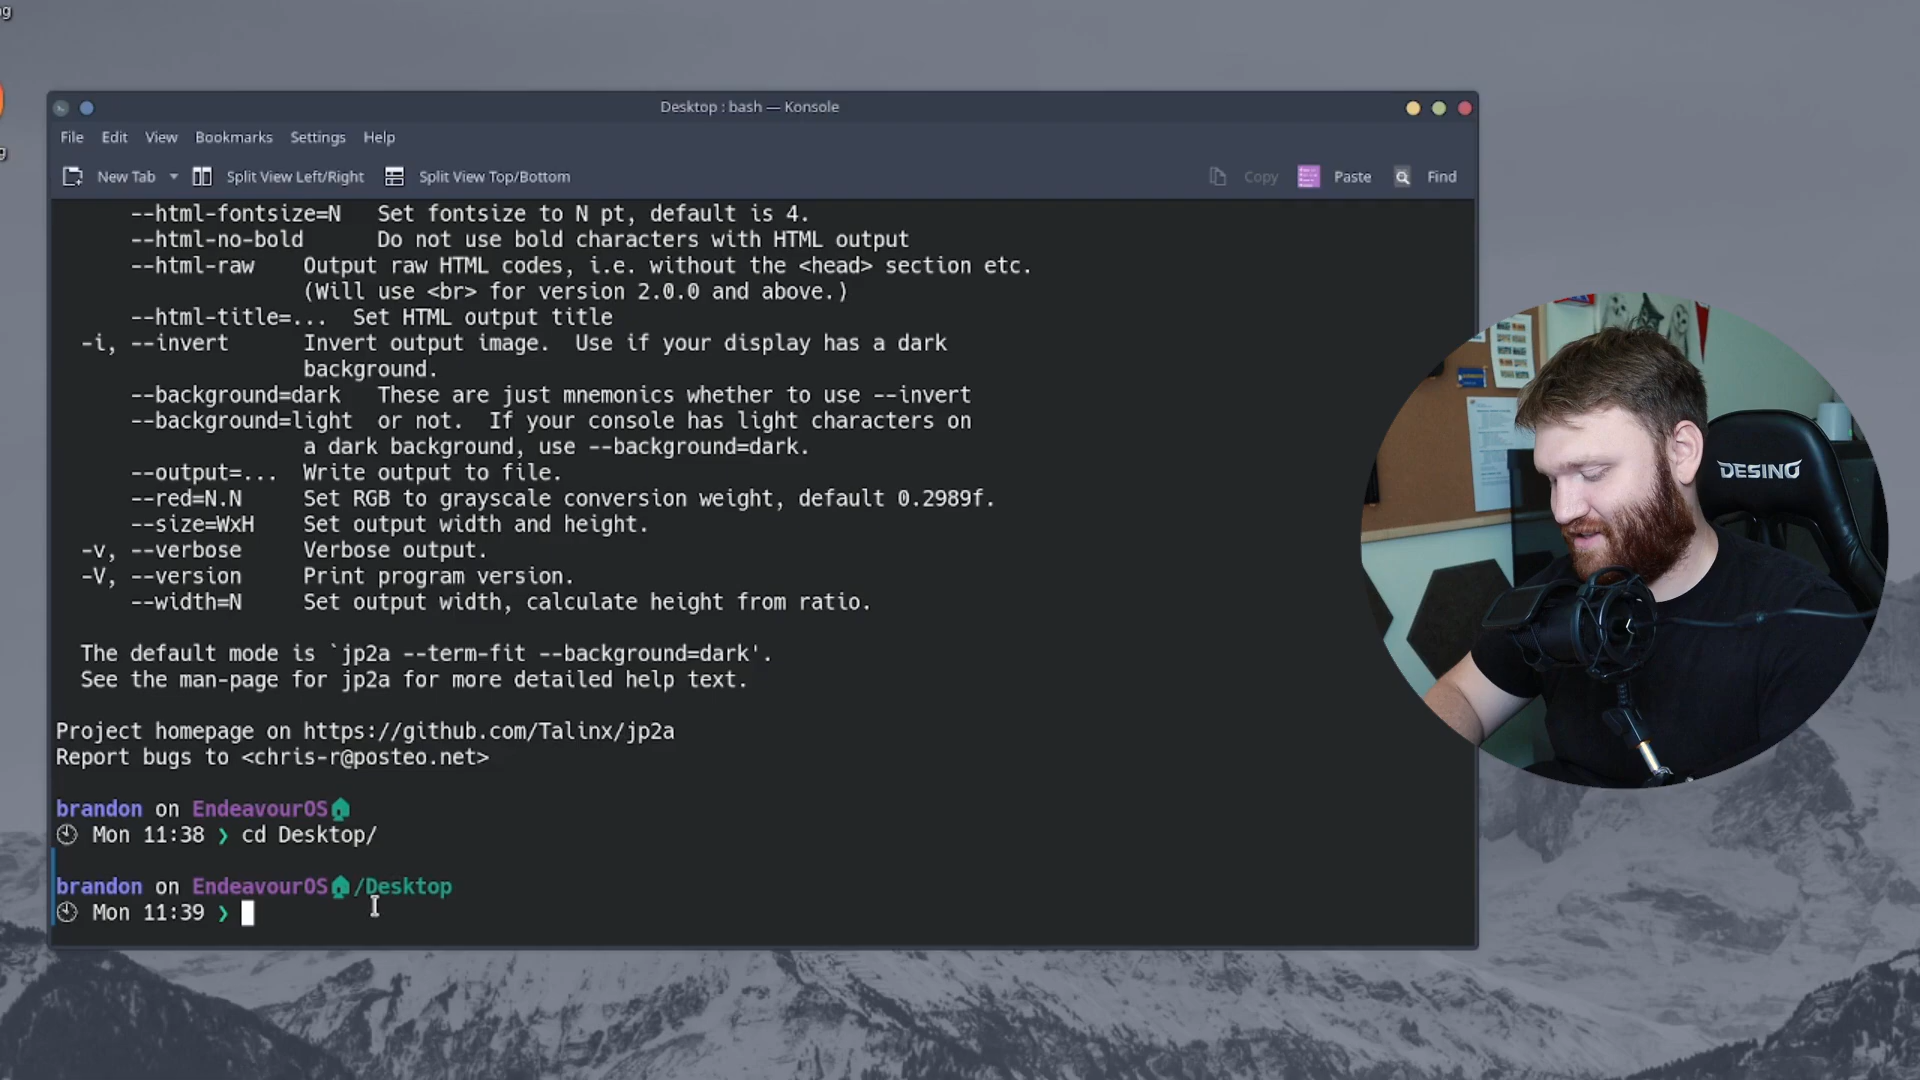 Desktop : bash — Konsole
File Edit View Bookmarks Settings Help
New Tab Split View Left/Right Split View Top/Bottom Copy Paste Find
--html-fontsize=N Set fontsize to N pt, default is 4.
--html-no-bold Do not use bold characters with HTML output
--html-raw Output raw HTML codes, i.e. without the <head> section etc.
(Will use <br> for version 2.0.0 and above.)
--html-title=... Set HTML output title
-i, --invert Invert output image. Use if your display has a dark
background.
--background=dark These are just mnemonics whether to use --invert
--background=light or not. If your console has light characters on
a dark background, use --background=dark.
--output=... Write output to file.
--red=N.N Set RGB to grayscale conversion weight, default 0.2989f.
--size=WxH Set output width and height.
-v, --verbose Verbose output.
-V, --version Print program version.
--width=N Set output width, calculate height from ratio.
The default mode is `jp2a --term-fit --background=dark'.
See the man-page for jp2a for more detailed help text.
Project homepage on https://github.com/Talinx/jp2a
Report bugs to <chris-r@posteo.net>
brandon on EndeavourOS
Mon 11:38 ❯ cd Desktop/
brandon on EndeavourOS /Desktop
Mon 11:39 ❯
DESINO